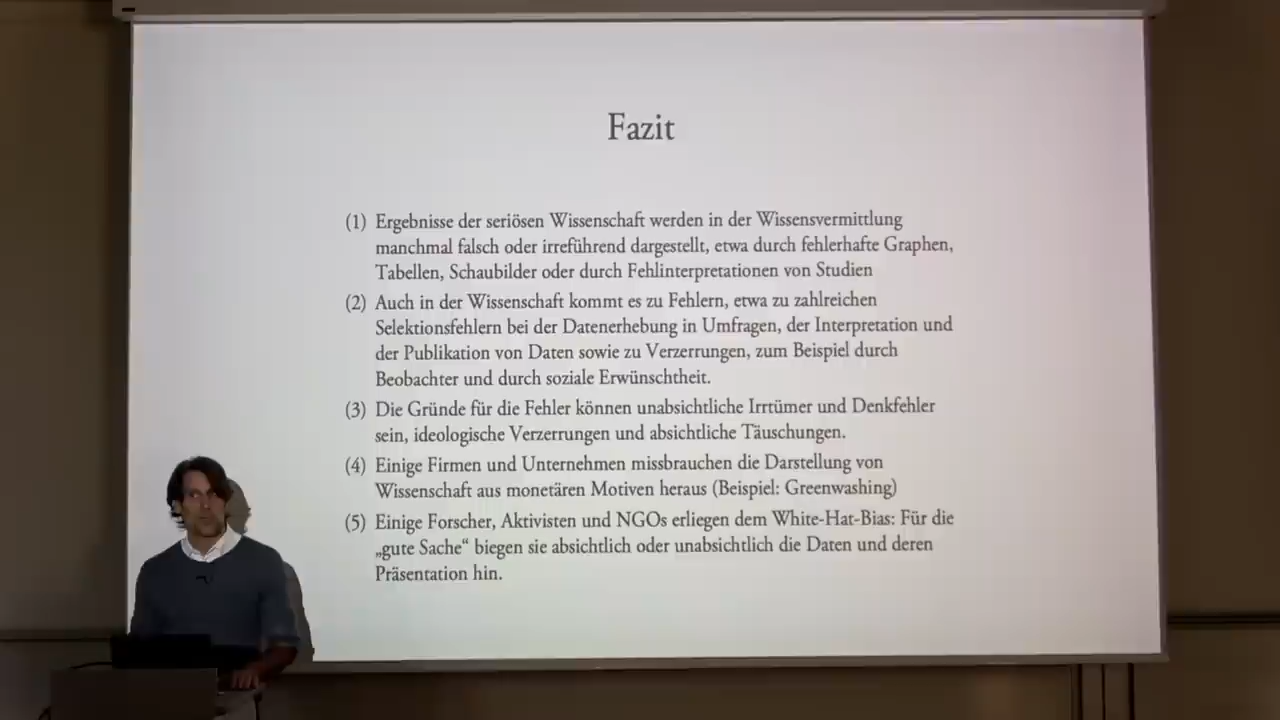 Fazit
(1) Ergebnisse der seriösen Wissenschaft werden in der Wissensvermittlung
manchmal falsch oder irreführend dargestellt, etwa durch fehlerhafte Graphen,
Tabellen, Schaubilder oder durch Fehlinterpretationen von Studien
(2) Auch in der Wissenschaft kommt es zu Fehlern, etwa zu zahlreichen
Selektionsfehlern bei der Datenerhebung in Umfragen, der Interpretation und
der Publikation von Daten sowie zu Verzerrungen, zum Beispiel durch
Beobachter und durch soziale Erwünschtheit.
(3) Die Gründe für die Fehler können unabsichtliche Irrtümer und Denkfehler
sein, ideologische Verzerrungen und absichtliche Täuschungen.
(4) Einige Firmen und Unternehmen missbrauchen die Darstellung von
Wissenschaft aus monetären Motiven heraus (Beispiel: Greenwashing)
(5) Einige Forscher, Aktivisten und NGOs erliegen dem White-Hat-Bias: Für die
„gute Sache“ biegen sie absichtlich oder unabsichtlich die Daten und deren
Präsentation hin.